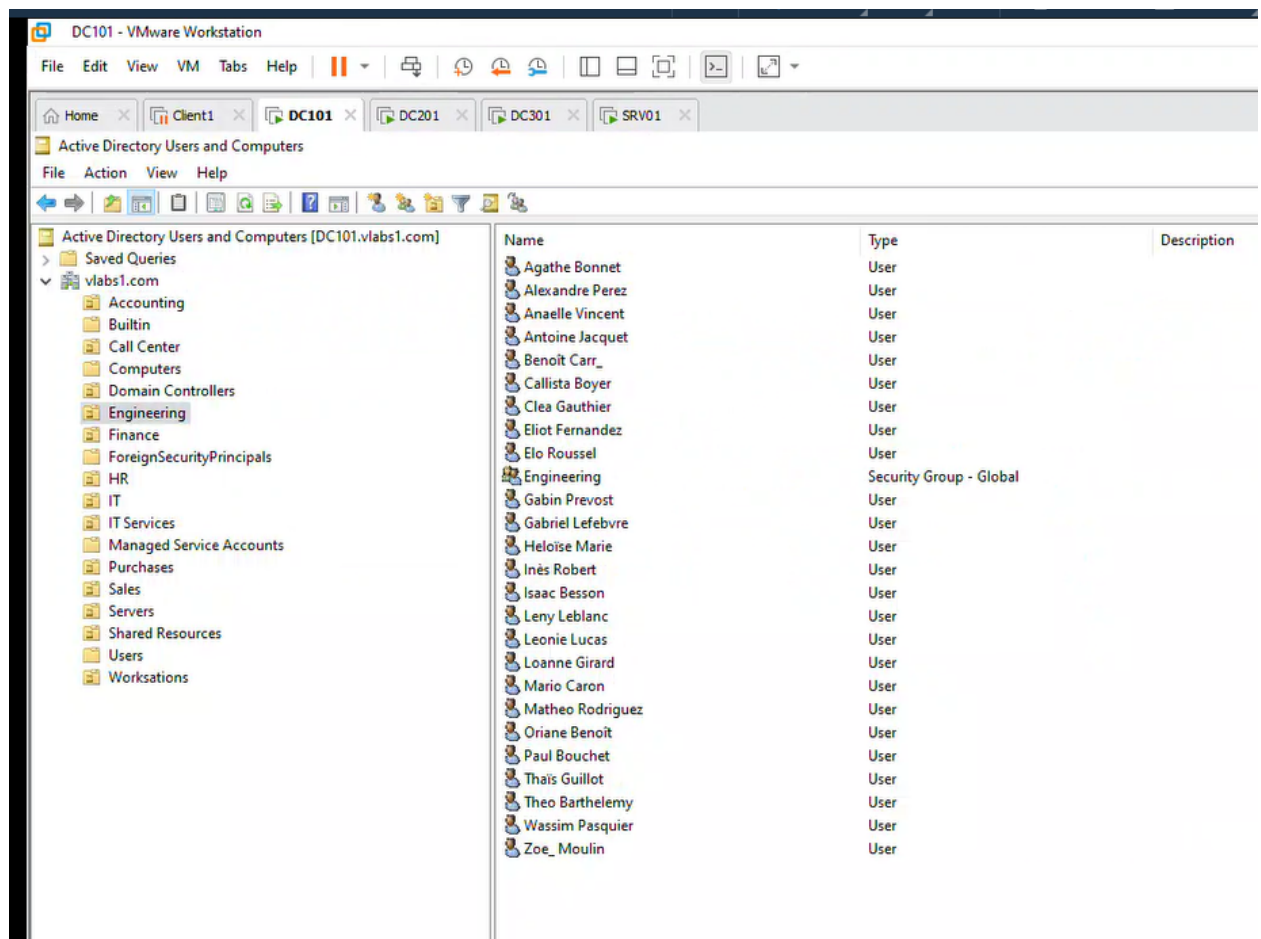 DC101 - VMware Workstation
File Edit View VM Tabs Help
Home Client1 DC101 DC201 DC301 SRV01
Active Directory Users and Computers
File Action View Help
Active Directory Users and Computers [DC101.vlabs1.com]
Saved Queries
vlabs1.com
Accounting
Builtin
Call Center
Computers
Domain Controllers
Engineering
Finance
ForeignSecurityPrincipals
HR
IT
IT Services
Managed Service Accounts
Purchases
Sales
Servers
Shared Resources
Users
Worksations
Name Type Description
Agathe Bonnet User
Alexandre Perez User
Anaelle Vincent User
Antoine Jacquet User
Benoît Carr_ User
Callista Boyer User
Clea Gauthier User
Eliot Fernandez User
Elo Roussel User
Engineering Security Group - Global
Gabin Prevost User
Gabriel Lefebvre User
Heloïse Marie User
Inès Robert User
Isaac Besson User
Leny Leblanc User
Leonie Lucas User
Loanne Girard User
Mario Caron User
Matheo Rodriguez User
Oriane Benoît User
Paul Bouchet User
Thaïs Guillot User
Theo Barthelemy User
Wassim Pasquier User
Zoe_ Moulin User